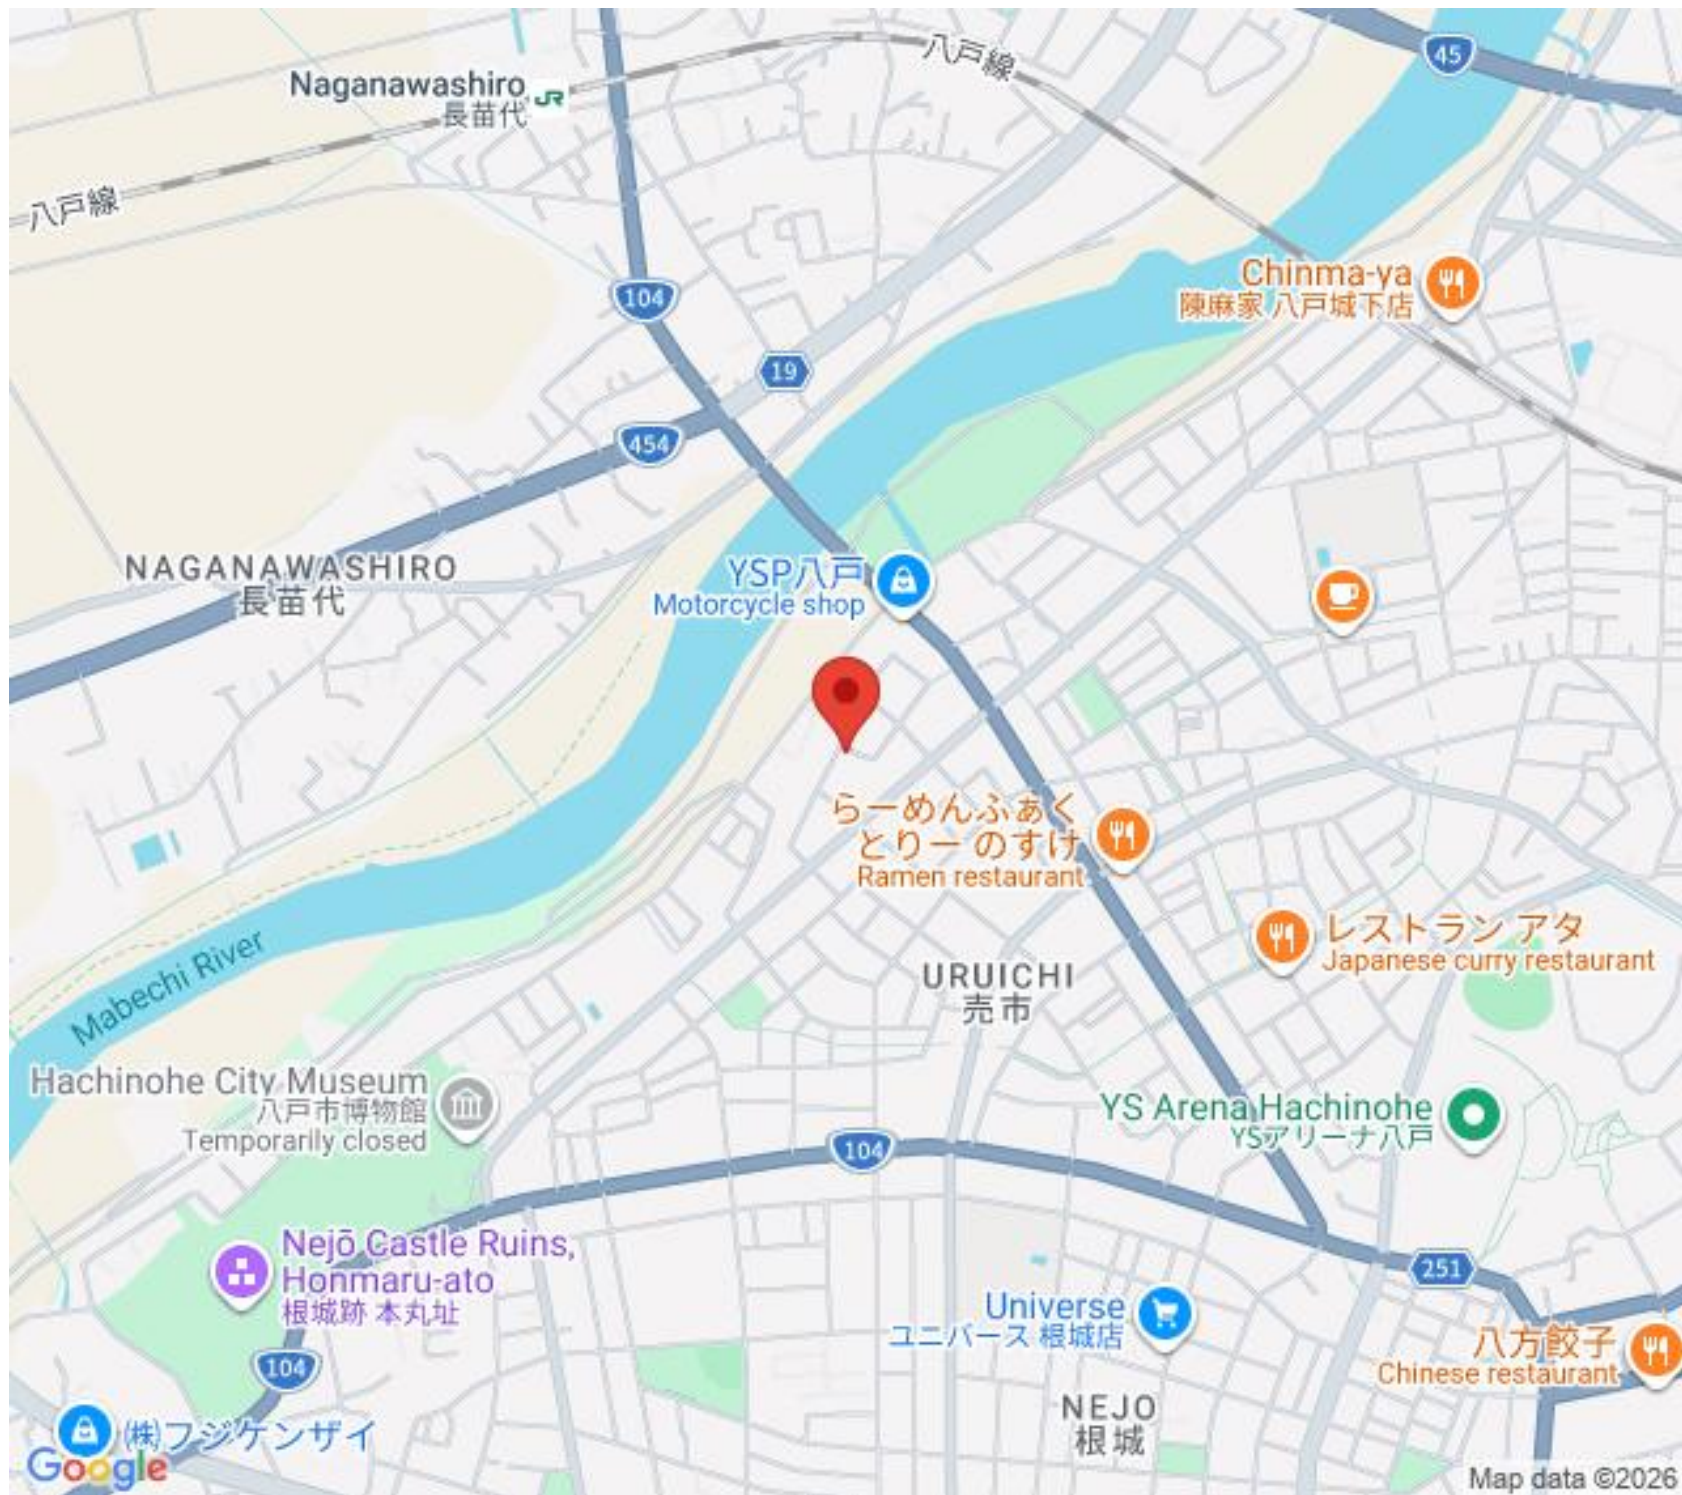 45
八戸線
Naganawashiro
長苗代
JR
八戸線
Chinma-ya
陳麻家 八戸城下店
104
19
454
NAGANAWASHIRO
長苗代
YSP八戸
Motorcycle shop
らーめんふぁく
とりー のすけ
Ramen restaurant
レストラン アタ
Japanese curry restaurant
Mabechi River
URUICHI
売市
Hachinohe City Museum
八戸市博物館
Temporarily closed
YS Arena Hachinohe
YSアリーナ八戸
104
Nejō Castle Ruins,
Honmaru-ato
根城跡 本丸址
251
Universe
ユニバース 根城店
八方餃子
Chinese restaurant
104
NEJO
根城
(株)フジケンザイ
Google
Map data ©2026